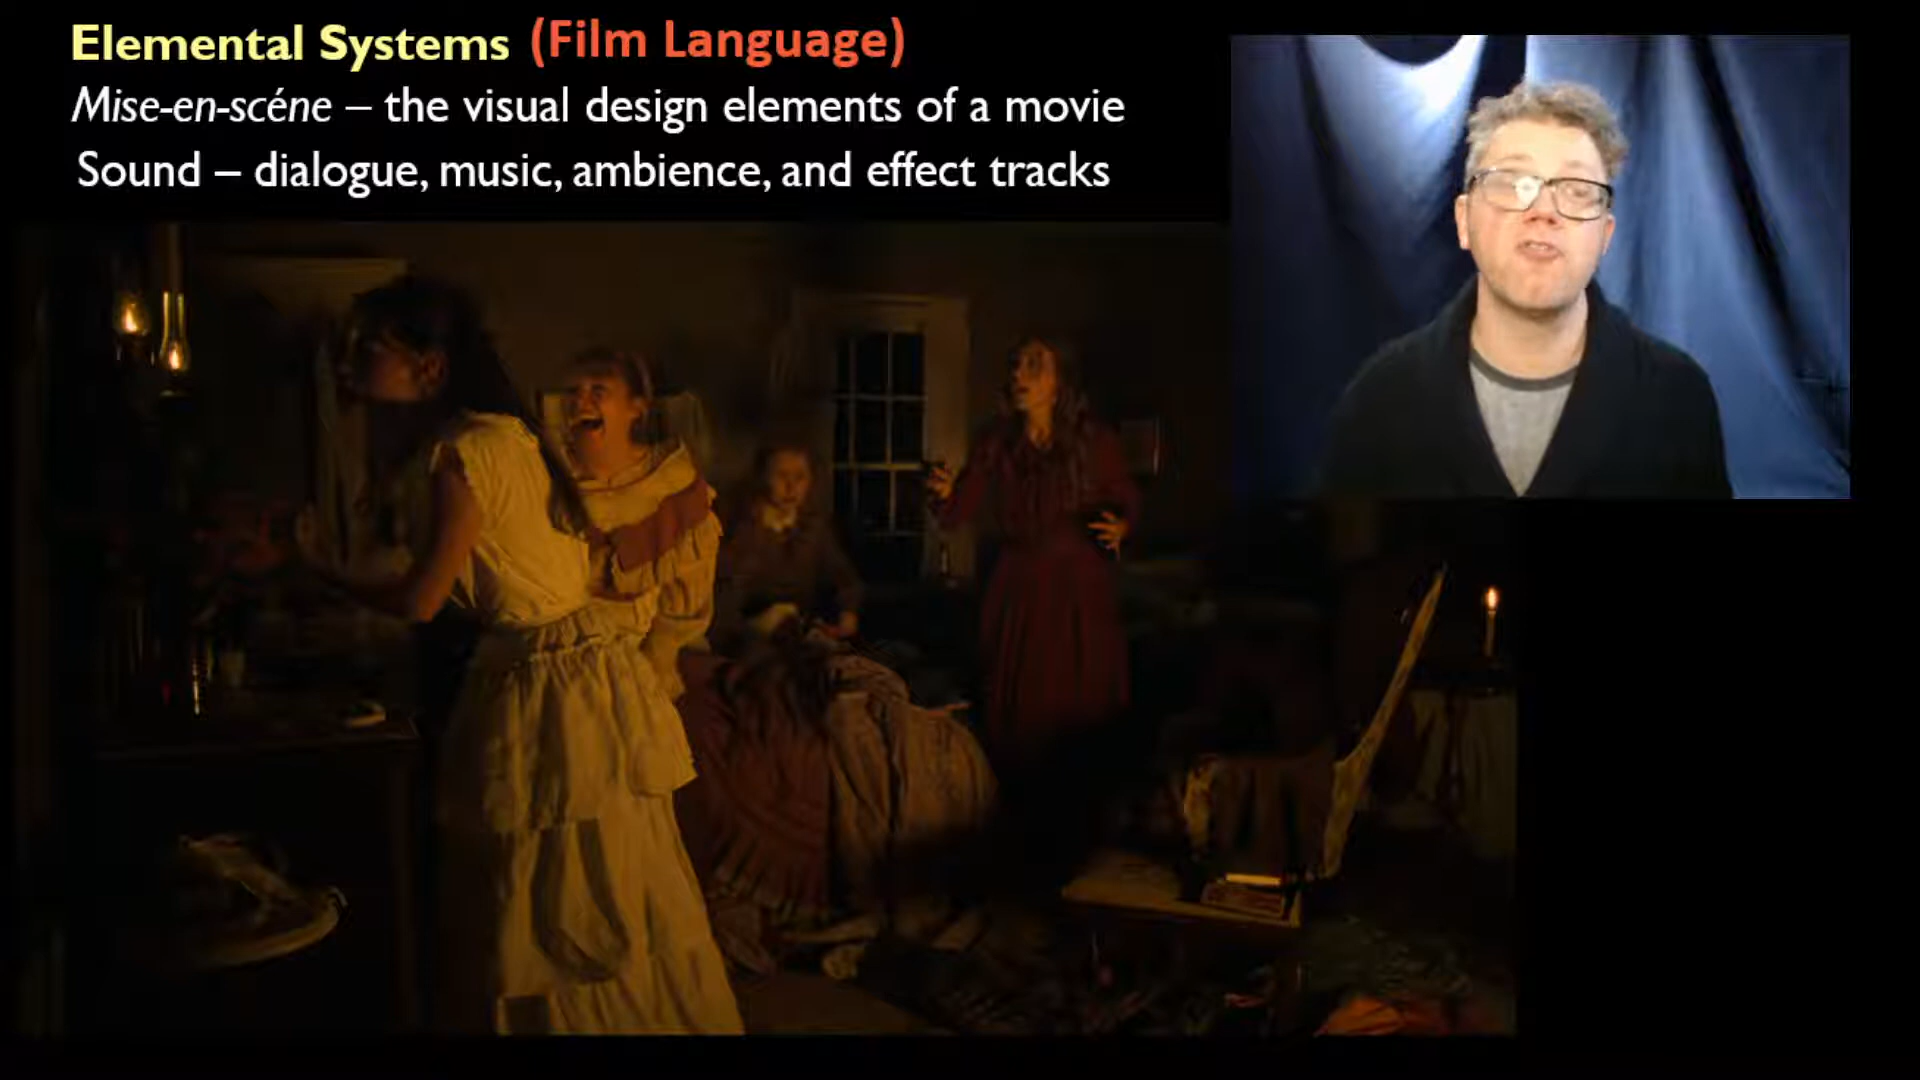 Elemental Systems (Film Language)
Mise-en-scéne – the visual design elements of a movie
Sound – dialogue, music, ambience, and effect tracks